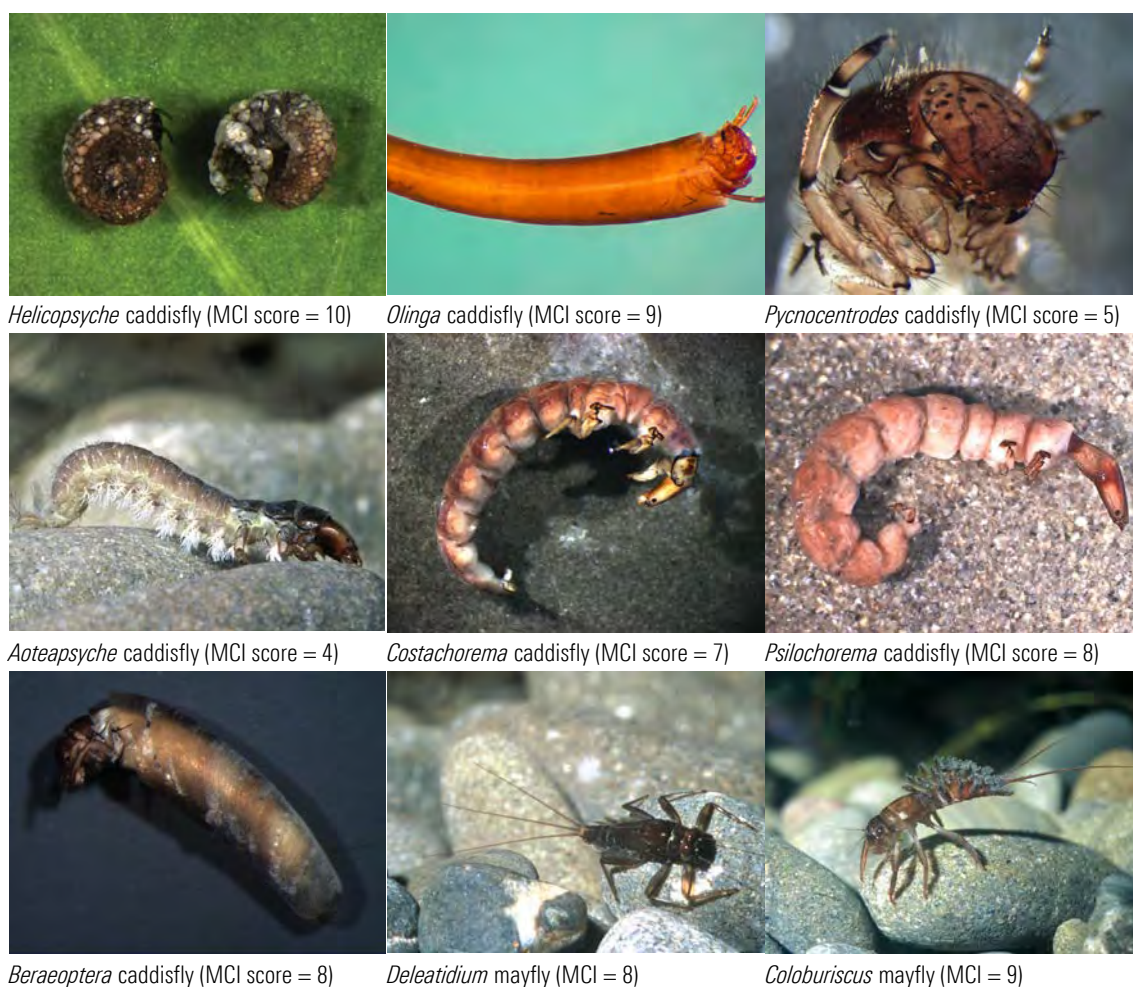 Helicopsyche caddisfly (MCI score = 10)
Olinga caddisfly (MCI score = 9)
Pycnocentrodes caddisfly (MCI score = 5)
Aoteapsyche caddisfly (MCI score = 4)
Costachorema caddisfly (MCI score = 7)
Psilochorema caddisfly (MCI score = 8)
Beraeoptera caddisfly (MCI score = 8)
Deleatidium mayfly (MCI = 8)
Coloburiscus mayfly (MCI = 9)